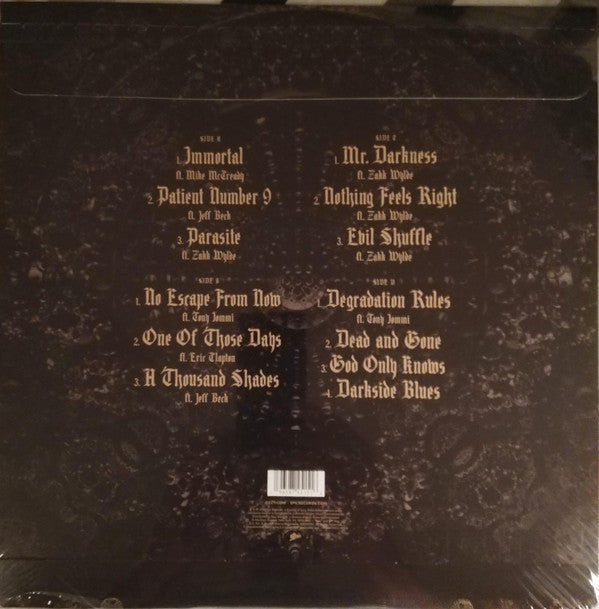 SIDE A
1. Immortal
ft. Mike McCready
2. Patient Number 9
ft. Jeff Beck
3. Parasite
ft. Zakk Wylde
SIDE B
1. No Escape From Now
ft. Tony Iommi
2. One Of Those Days
ft. Eric Clapton
3. A Thousand Shades
ft. Jeff Beck
SIDE C
1. Mr. Darkness
ft. Zakk Wylde
2. Nothing Feels Right
ft. Zakk Wylde
3. Evil Shuffle
ft. Zakk Wylde
SIDE D
1. Degradation Rules
ft. Tony Iommi
2. Dead and Gone
3. God Only Knows
4. Darkside Blues